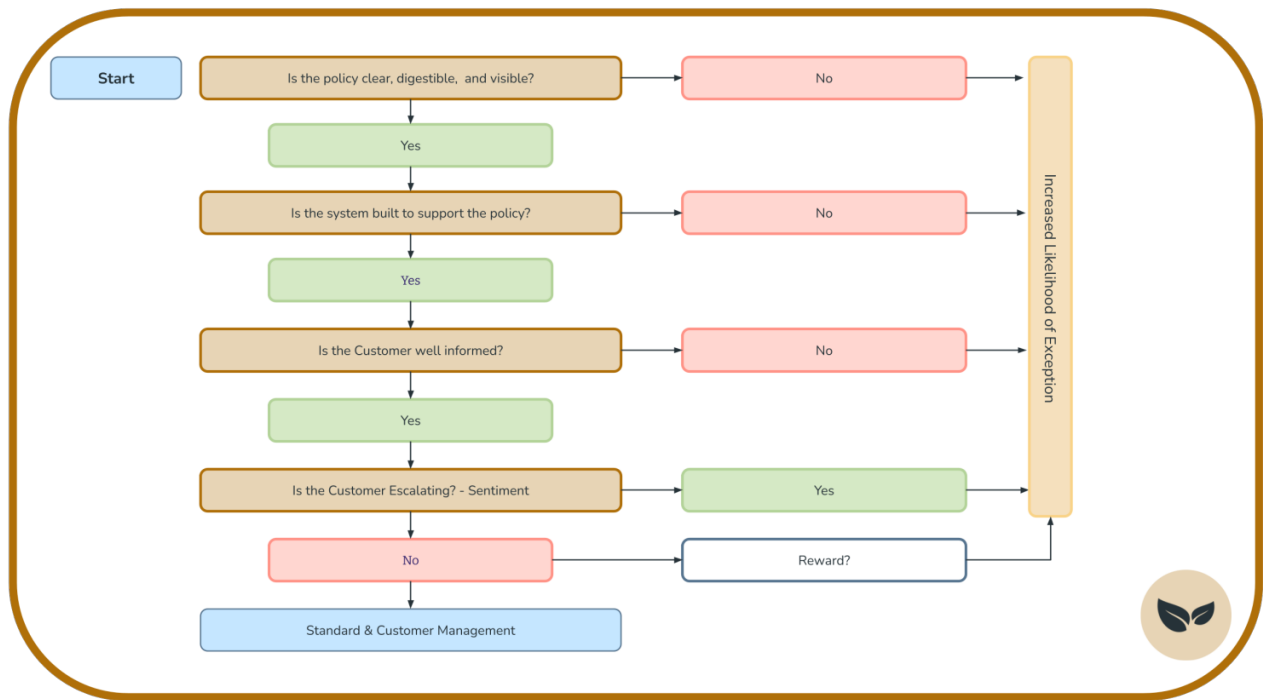 Start
Is the policy clear, digestible, and visible?
No
Yes
Is the system built to support the policy?
No
Yes
Is the Customer well informed?
No
Yes
Is the Customer Escalating? - Sentiment
Yes
No
Reward?
Standard & Customer Management
Increased Likelihood of Exception